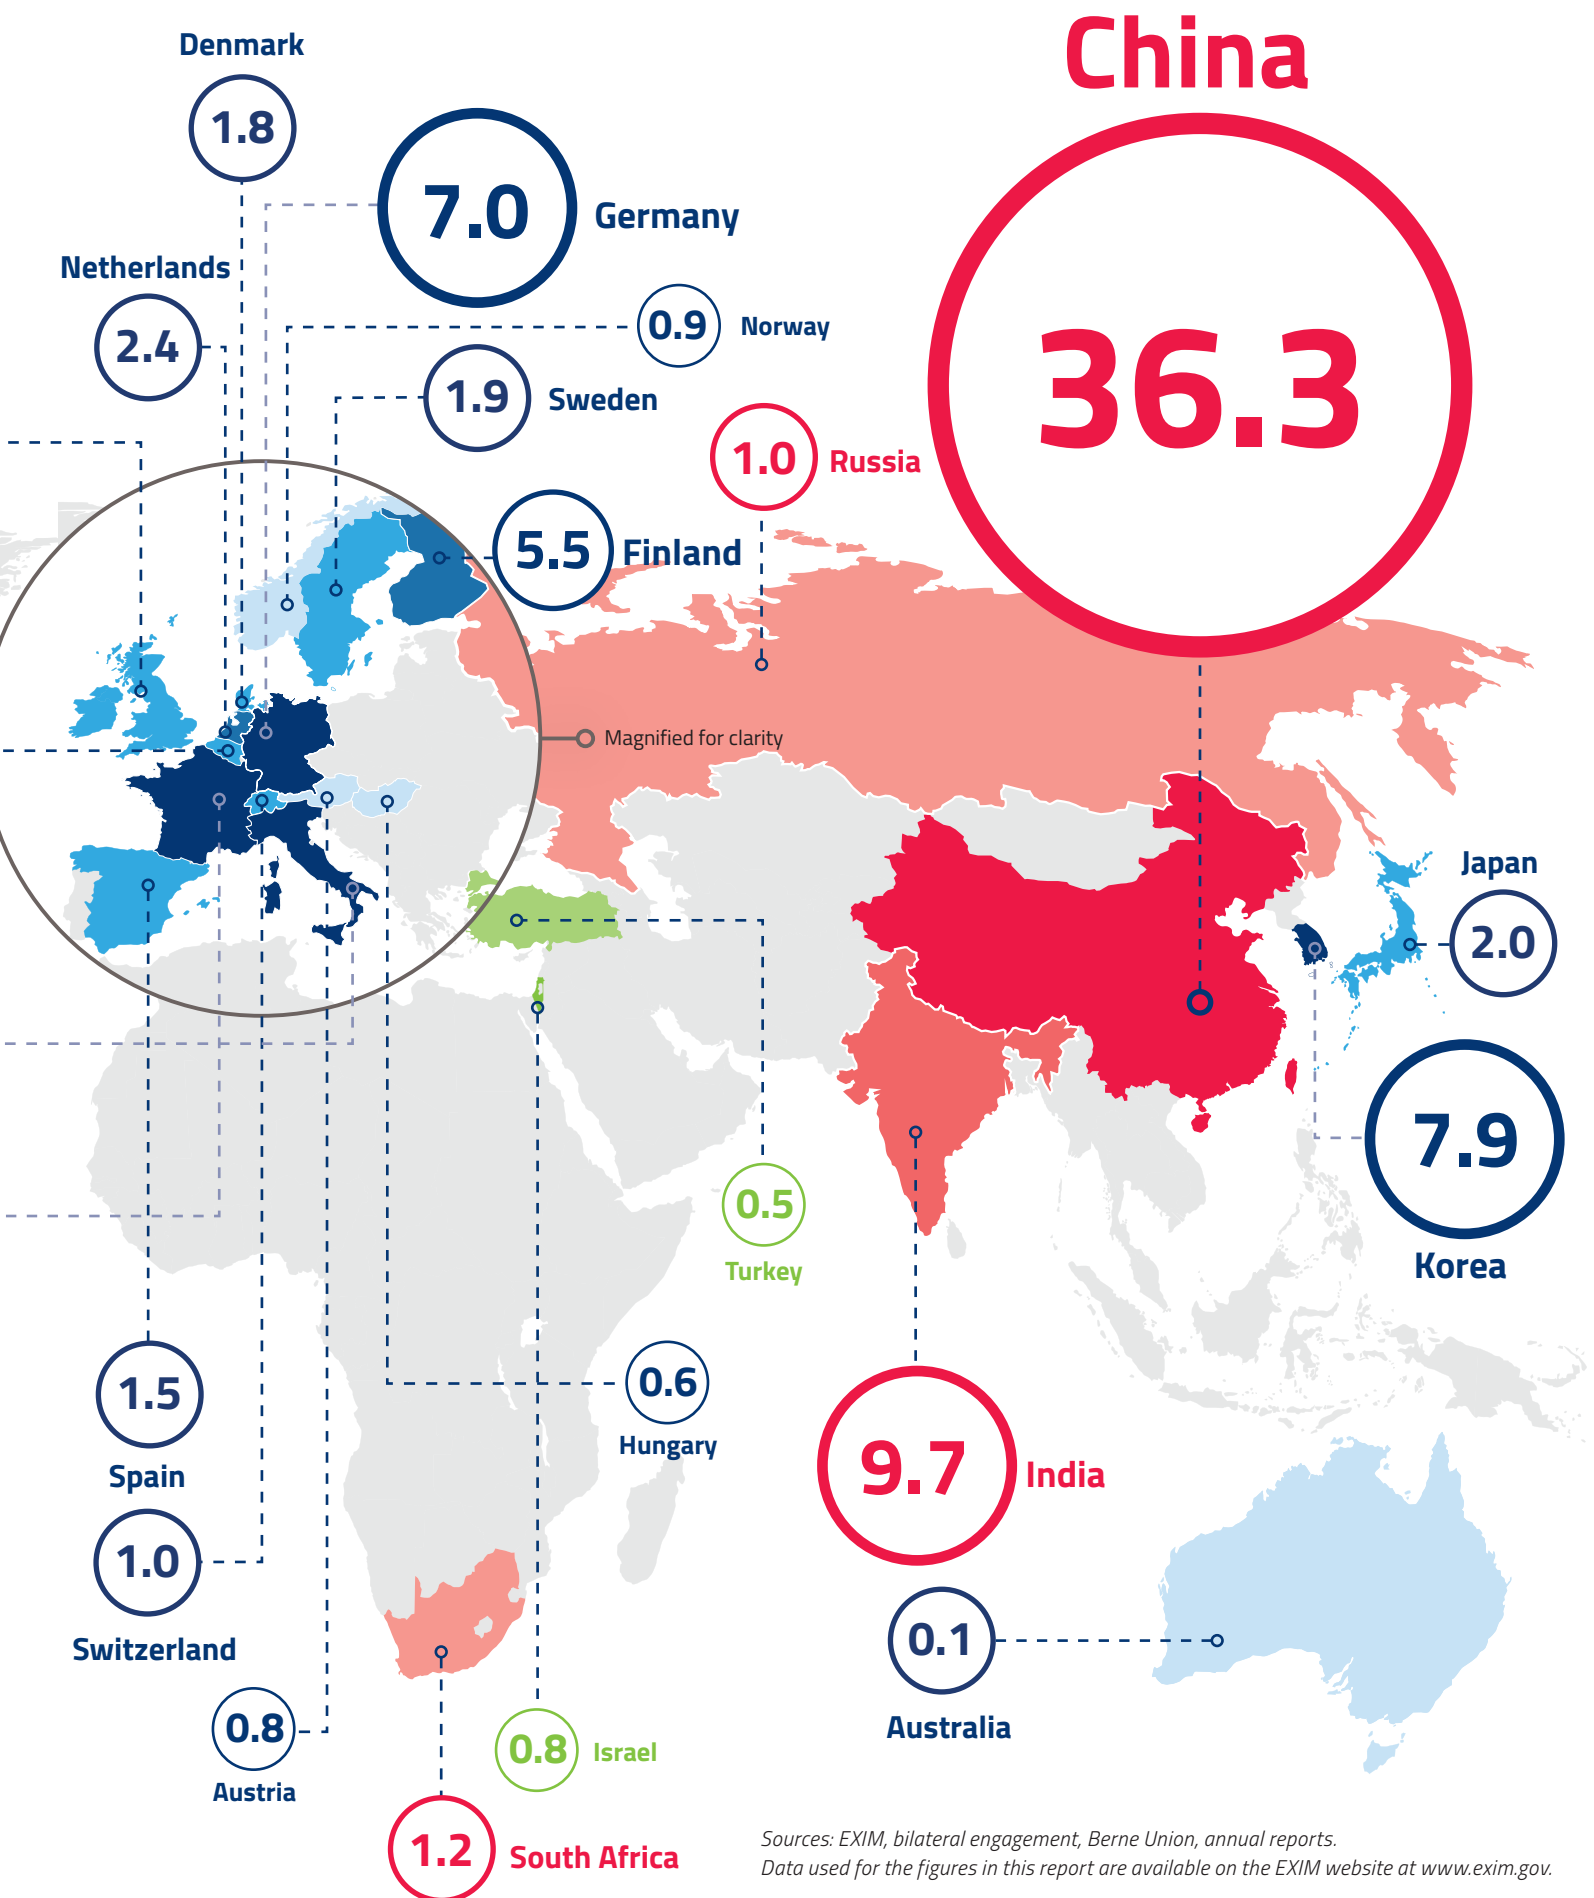 Denmark
1.8
China
36.3
7.0
Germany
Netherlands
2.4
0.9
Norway
1.9
Sweden
1.0
Russia
5.5
Finland
Magnified for clarity
Japan
2.0
7.9
Korea
0.5
Turkey
1.5
Spain
0.6
Hungary
9.7
India
1.0
Switzerland
0.1
Australia
0.8
Austria
0.8
Israel
1.2
South Africa
Sources: EXIM, bilateral engagement, Berne Union, annual reports.
Data used for the figures in this report are available on the EXIM website at www.exim.gov.